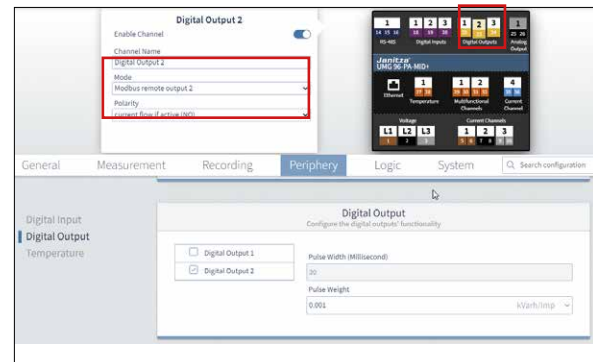 Digital Output 2
Enable Channel
Channel Name
Digital Output 2
Mode
Modbus remote output 2
Polarity
current flow if active (NO)
1 1 2 3 1 2 3 1
14 15 16
25 26
RS-485 Digital Inputs Digital Outputs Analog Output
Janitza
UMG 96-PA-MID+
1 1 2 4
Ethernet Temperature Multifunctional Channels Current Channel
Voltage Current Channels
L1 L2 L3 1 2 3
1 2 3
General Measurement Recording Periphery Logic System Search configuration
Digital Input
Digital Output
Temperature
Digital Output
Configure the digital outputs' functionality
Digital Output 1
Digital Output 2
Pulse Width (Millisecond)
30
Pulse Weight
0.001 kVarh/Imp